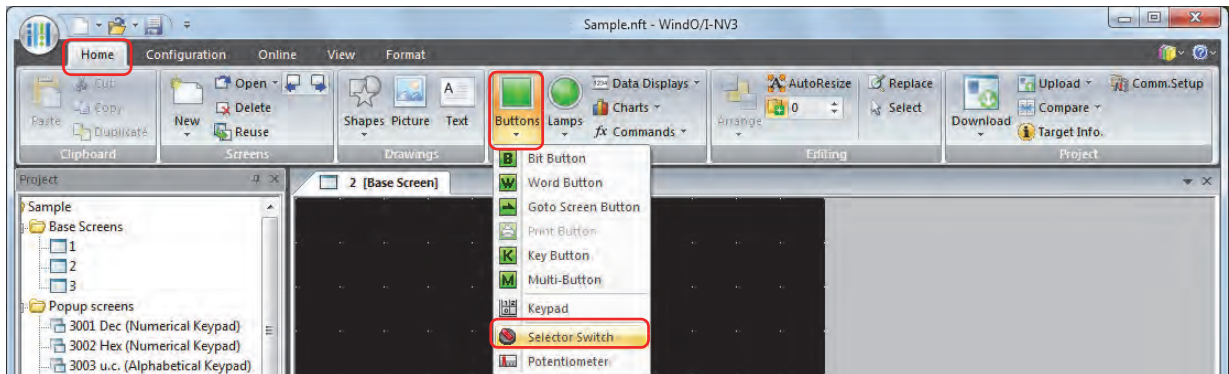 Sample.nft - WindO/I-NV3
Home Configuration Online View Format
Cut Open Data Displays AutoResize Replace Upload Comm.Setup
Copy Delete Charts 0 Select Compare
Paste Duplicate New Reuse Shapes Picture Text Buttons Lamps fx Commands Arrange Download Target Info.
Clipboard Screens Drawings Editing Project
B Bit Button
Project 2 [Base Screen] W Word Button
Sample Goto Screen Button
Base Screens Print Button
1 K Key Button
2 M Multi-Button
3 Keypad
Popup screens
3001 Dec (Numerical Keypad) Selector Switch
3002 Hex (Numerical Keypad) Potentiometer
3003 u.c. (Alphabetical Keypad)